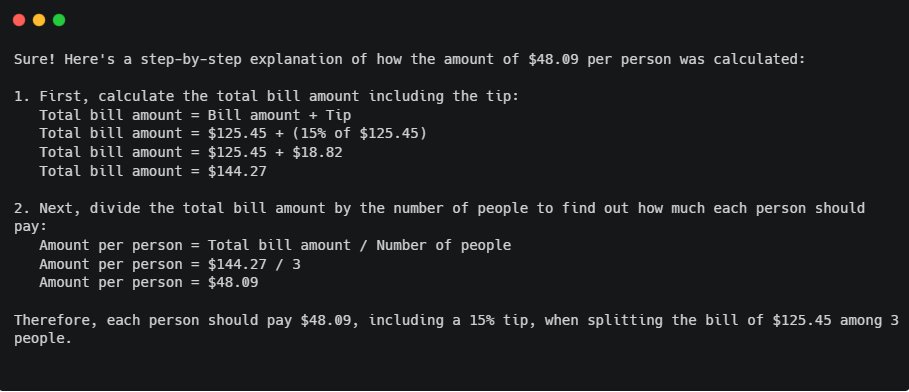 Sure! Here's a step-by-step explanation of how the amount of $48.09 per person was calculated:
1. First, calculate the total bill amount including the tip:
Total bill amount = Bill amount + Tip
Total bill amount = $125.45 + (15% of $125.45)
Total bill amount = $125.45 + $18.82
Total bill amount = $144.27
2. Next, divide the total bill amount by the number of people to find out how much each person should
pay:
Amount per person = Total bill amount / Number of people
Amount per person = $144.27 / 3
Amount per person = $48.09
Therefore, each person should pay $48.09, including a 15% tip, when splitting the bill of $125.45 among 3
people.